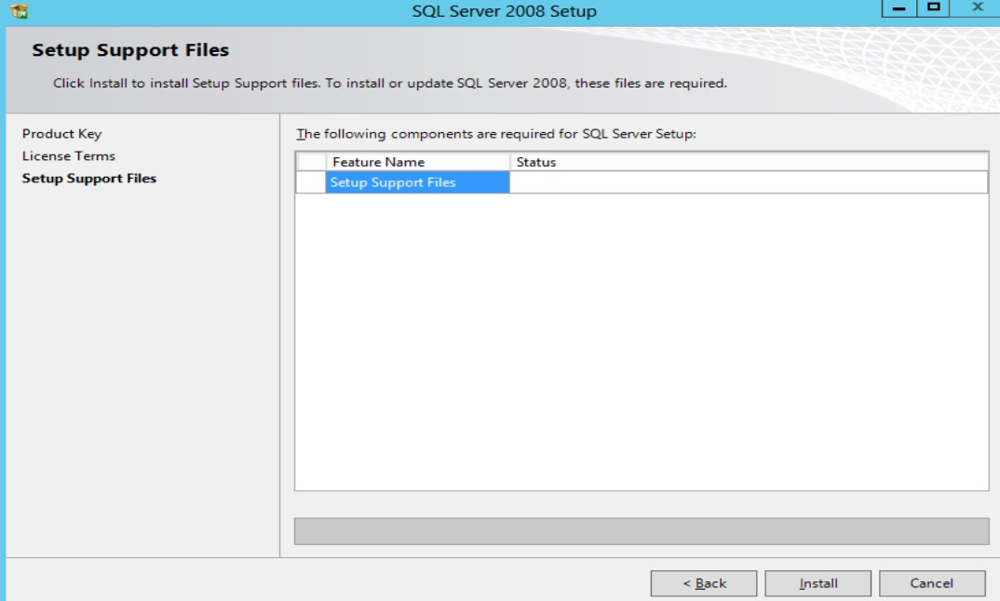 SQL Server 2008 Setup
Setup Support Files
Click Install to install Setup Support files. To install or update SQL Server 2008, these files are required.
Product Key
License Terms
Setup Support Files
The following components are required for SQL Server Setup:
Feature Name Status
Setup Support Files
< Back Install Cancel